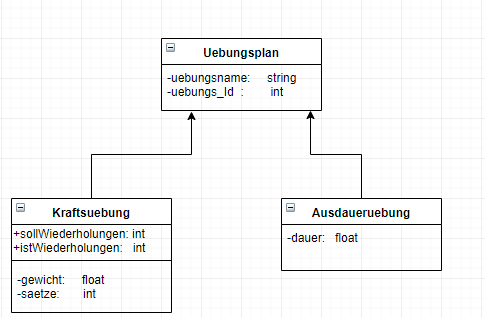 Uebungsplan
-uebungsname: string
-uebungs_Id : int
Kraftsuebung
+sollWiederholungen: int
+istWiederholungen: int
-gewicht: float
-saetze: int
Ausdaueruebung
-dauer: float